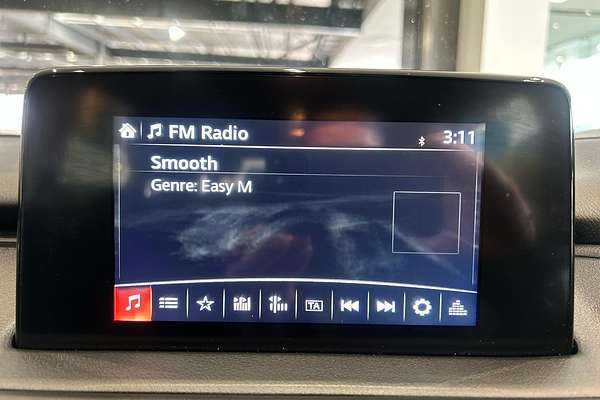 FM Radio
3:11
Smooth
Genre: Easy M
TA